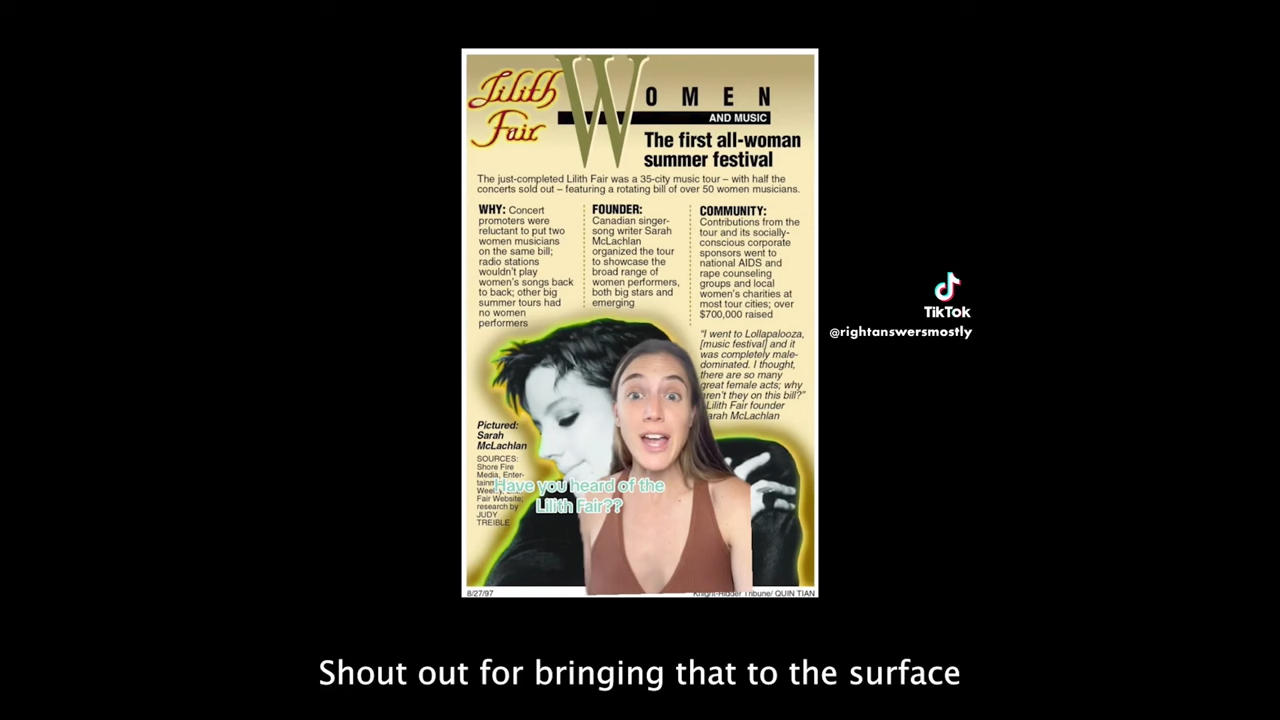 Lilith
Fair
WOMEN
AND MUSIC
The first all-woman
summer festival
The just-completed Lilith Fair was a 35-city music tour – with half the
concerts sold out – featuring a rotating bill of over 50 women musicians.
WHY: Concert
promoters were
reluctant to put two
women musicians
on the same bill;
radio stations
wouldn't play
women's songs back
to back; other big
summer tours had
no women
performers
FOUNDER:
Canadian singer-
song writer Sarah
McLachlan
organized the tour
to showcase the
broad range of
women performers,
both big stars and
emerging
COMMUNITY:
Contributions from the
tour and its socially-
conscious corporate
sponsors went to
national AIDS and
rape counseling
groups and local
women's charities at
most tour cities; over
$700,000 raised
"I went to Lollapalooza,
[music festival] and it
was completely male-
dominated. I thought,
there are so many
great female acts; why
aren't they on this bill?"
Lilith Fair founder
Sarah McLachlan
Pictured:
Sarah
McLachlan
SOURCES:
Shore Fire
Media, Enter-
Fair Website;
research by
JUDY
TREIBLE
Have you heard of the
Lilith Fair??
8/27/97
Knight-Ridder Tribune/ QUIN TIAN
TikTok
@rightanswersmostly
Shout out for bringing that to the surface